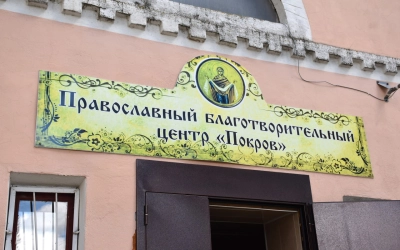 Православный благотворительный
центр «Покров»